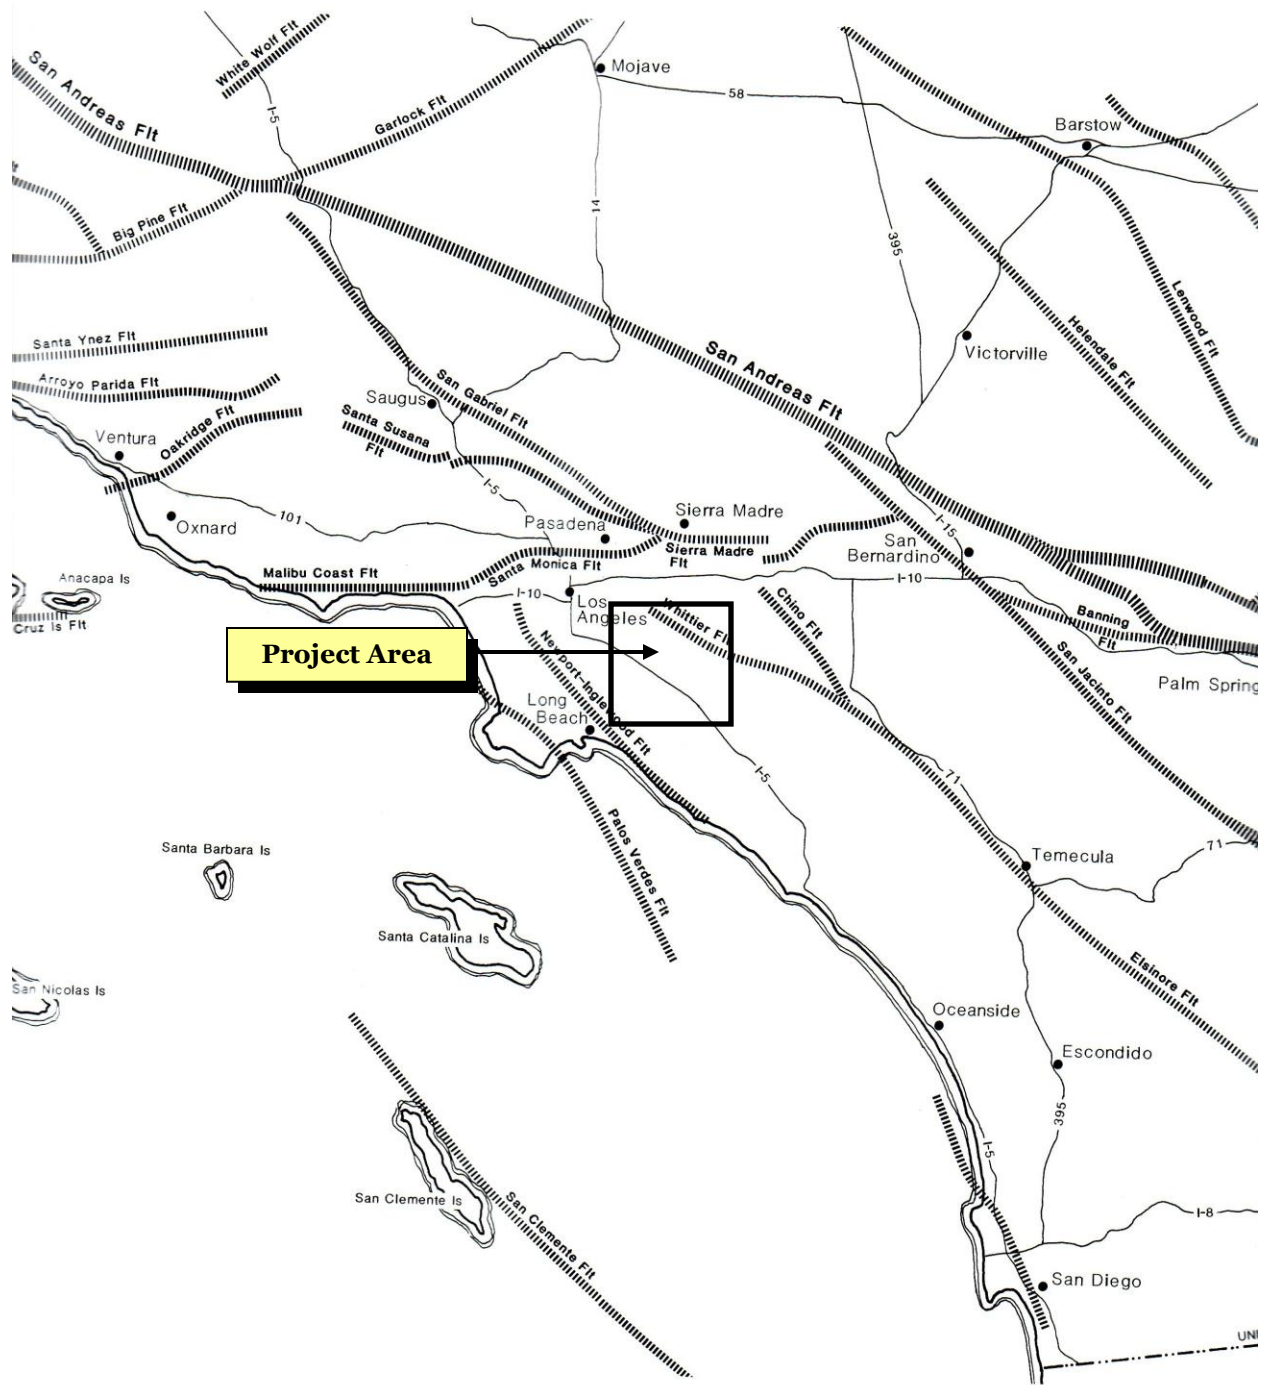 White Wolf Flt
San Andreas Flt
I-5
Garlock Flt
Mojave
58
Barstow
14
395
Big Pine Flt
Lenwood Flt
Helendale Flt
Victorville
Santa Ynez Flt
Arroyo Parida Flt
San Andreas Flt
Saugus
San Gabriel Flt
Santa Susana
Flt
Oakridge Flt
Ventura
I-5
Oxnard
101
Pasadena
Sierra Madre
Sierra Madre
Flt
I-15
San
Bernardino
Malibu Coast Flt
Santa Monica Flt
I-10
I-10
Anacapa Is
Cruz Is Flt
Los
Angeles
Whittier Fl
Chino Flt
Banning
Flt
Project Area
Newport-Inglewood Flt
San Jacinto Flt
Palm Spring
Long
Beach
I-5
71
Palos Verdes Flt
Santa Barbara Is
Temecula
71
Santa Catalina Is
Elsinore Flt
San Nicolas Is
Oceanside
Escondido
395
I-5
San Clemente Is
San Clemente Flt
I-8
San Diego
UNI